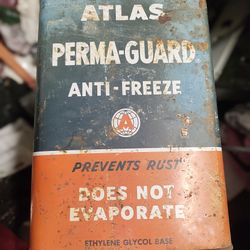 ATLAS
PERMA-GUARD
ANTI-FREEZE
A
PREVENTS RUST
DOES NOT
EVAPORATE
ETHYLENE GLYCOL BASE